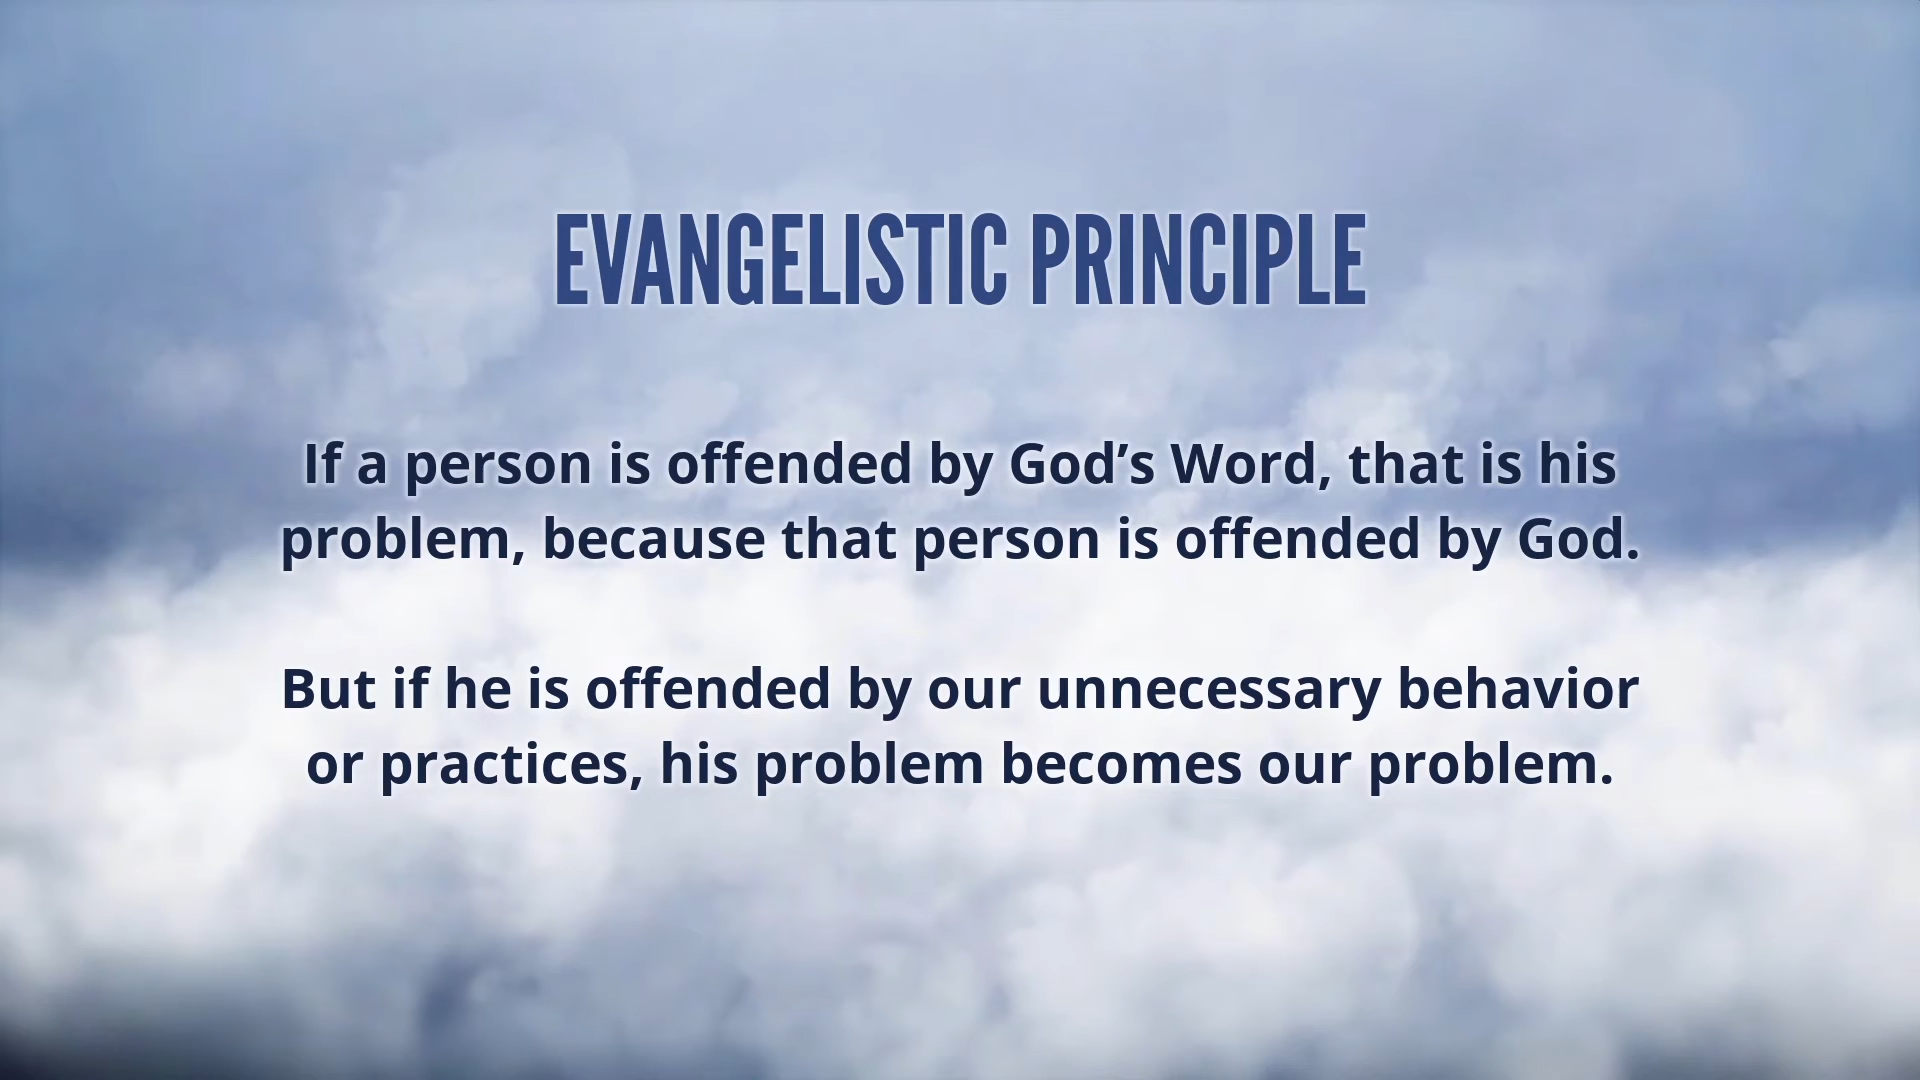 EVANGELISTIC PRINCIPLE
If a person is offended by God’s Word, that is his
problem, because that person is offended by God.
But if he is offended by our unnecessary behavior
or practices, his problem becomes our problem.